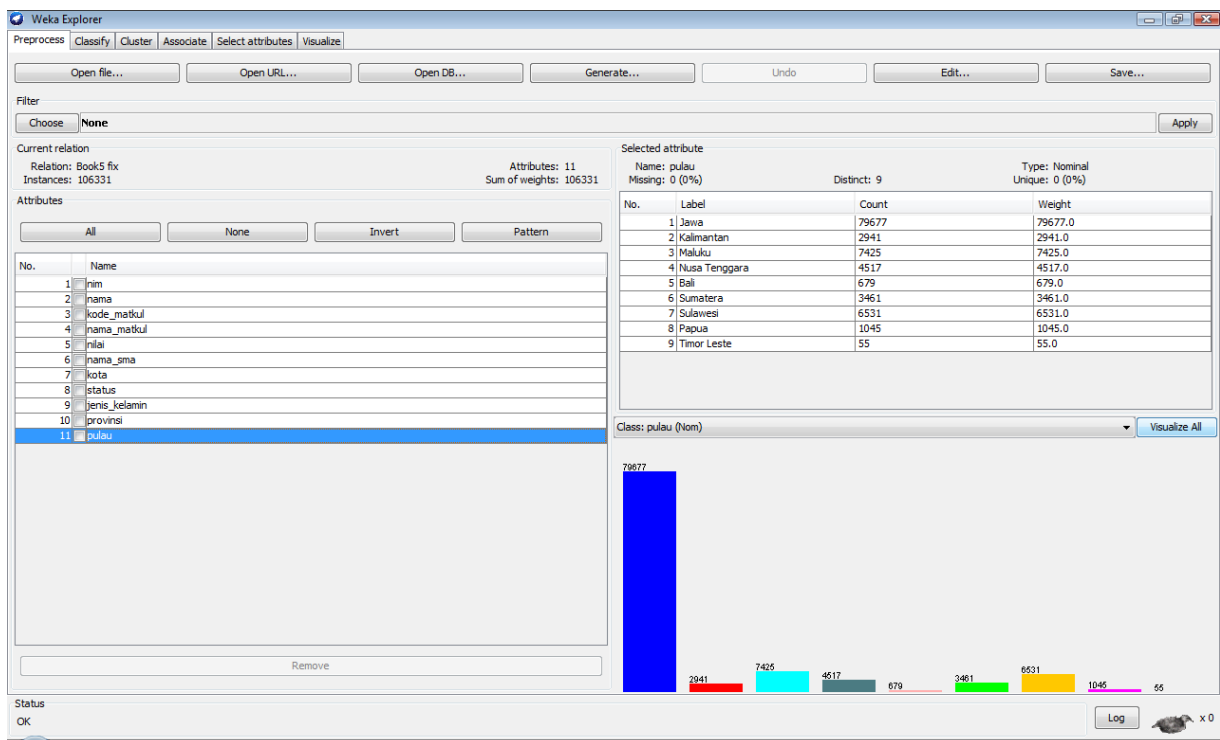 Weka Explorer
Preprocess Classify Cluster Associate Select attributes Visualize
Open file... Open URL... Open DB... Generate... Undo Edit... Save...
Filter
Choose None Apply
Current relation
Relation: Book5 fix Attributes: 11
Instances: 106331 Sum of weights: 106331
Attributes
All None Invert Pattern
No. Name
1 nim
2 nama
3 kode_matkul
4 nama_matkul
5 nilai
6 nama_sma
7 kota
8 status
9 jenis_kelamin
10 provinsi
11 pulau
Remove
Selected attribute
Name: pulau Type: Nominal
Missing: 0 (0%) Distinct: 9 Unique: 0 (0%)
No. Label Count Weight
1 Jawa 79677 79677.0
2 Kalimantan 2941 2941.0
3 Maluku 7425 7425.0
4 Nusa Tenggara 4517 4517.0
5 Bali 679 679.0
6 Sumatera 3461 3461.0
7 Sulawesi 6531 6531.0
8 Papua 1045 1045.0
9 Timor Leste 55 55.0
Class: pulau (Nom) Visualize All
79677
2941 7425 4517 679 3461 6531 1045 55
Status
OK Log x 0